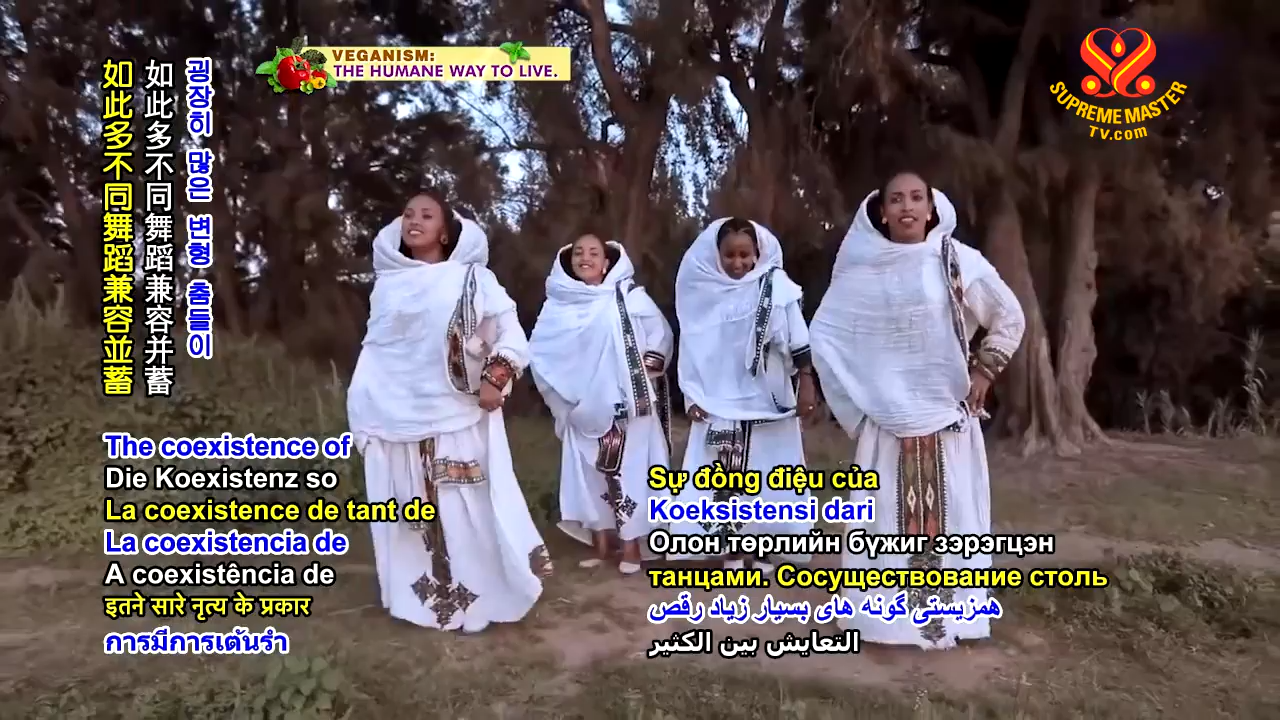 VEGANISM:
THE HUMANE WAY TO LIVE.
SUPREME MASTER
TV.com
如此多不同舞蹈兼容並蓄
如此多不同舞蹈兼容并蓄
굉장히 많은 변형 춤들이
The coexistence of
Die Koexistenz so
La coexistence de tant de
La coexistencia de
A coexistência de
इतने सारे नृत्य के प्रकार
การมีการเต้นรำ
Sự đồng điệu của
Koeksistensi dari
Олон төрлийн бүжиг зэрэгцэн
танцами. Сосуществование столь
همزیستی گونه های بسیار زیاد رقص
التعايش بين الكثير